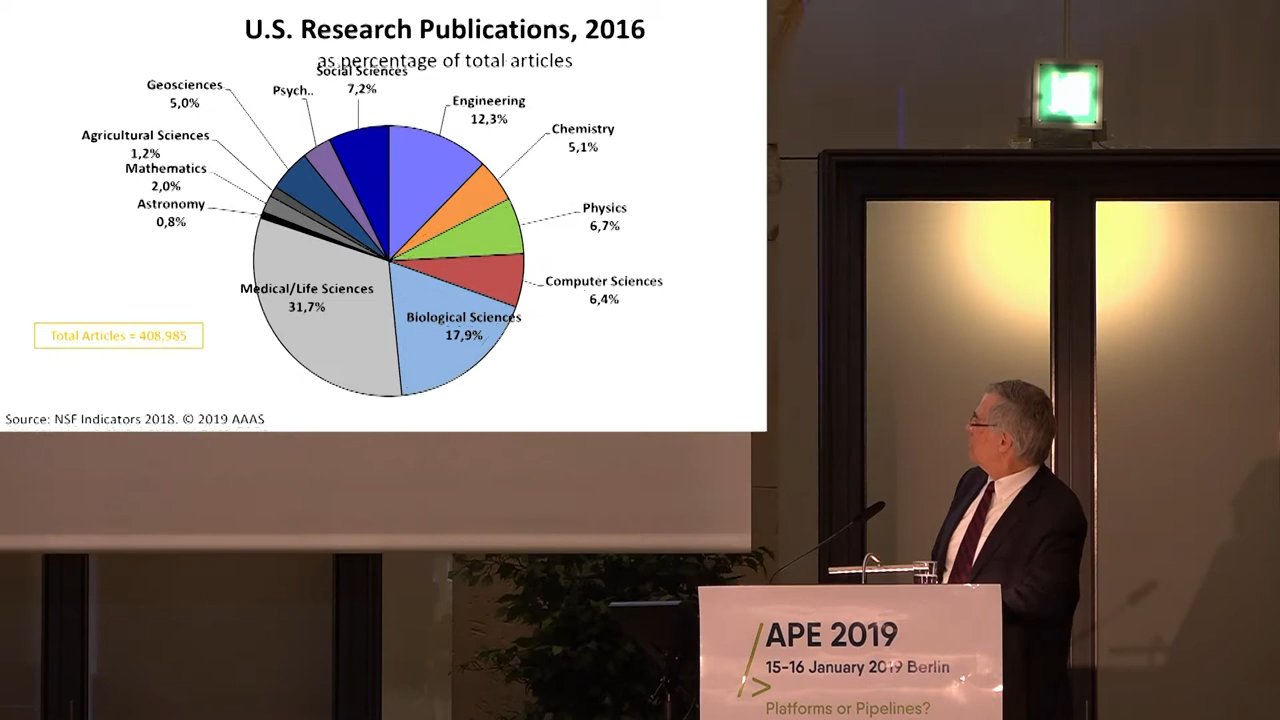 U.S. Research Publications, 2016
as percentage of total articles
Social Sciences
7,2%
Psych..
Geosciences
5,0%
Agricultural Sciences
1,2%
Mathematics
2,0%
Astronomy
0,8%
Engineering
12,3%
Chemistry
5,1%
Physics
6,7%
Computer Sciences
6,4%
Medical/Life Sciences
31,7%
Biological Sciences
17,9%
Total Articles = 408,985
Source: NSF Indicators 2018. © 2019 AAAS
APE 2019
15-16 January 2019 Berlin
Platforms or Pipelines?